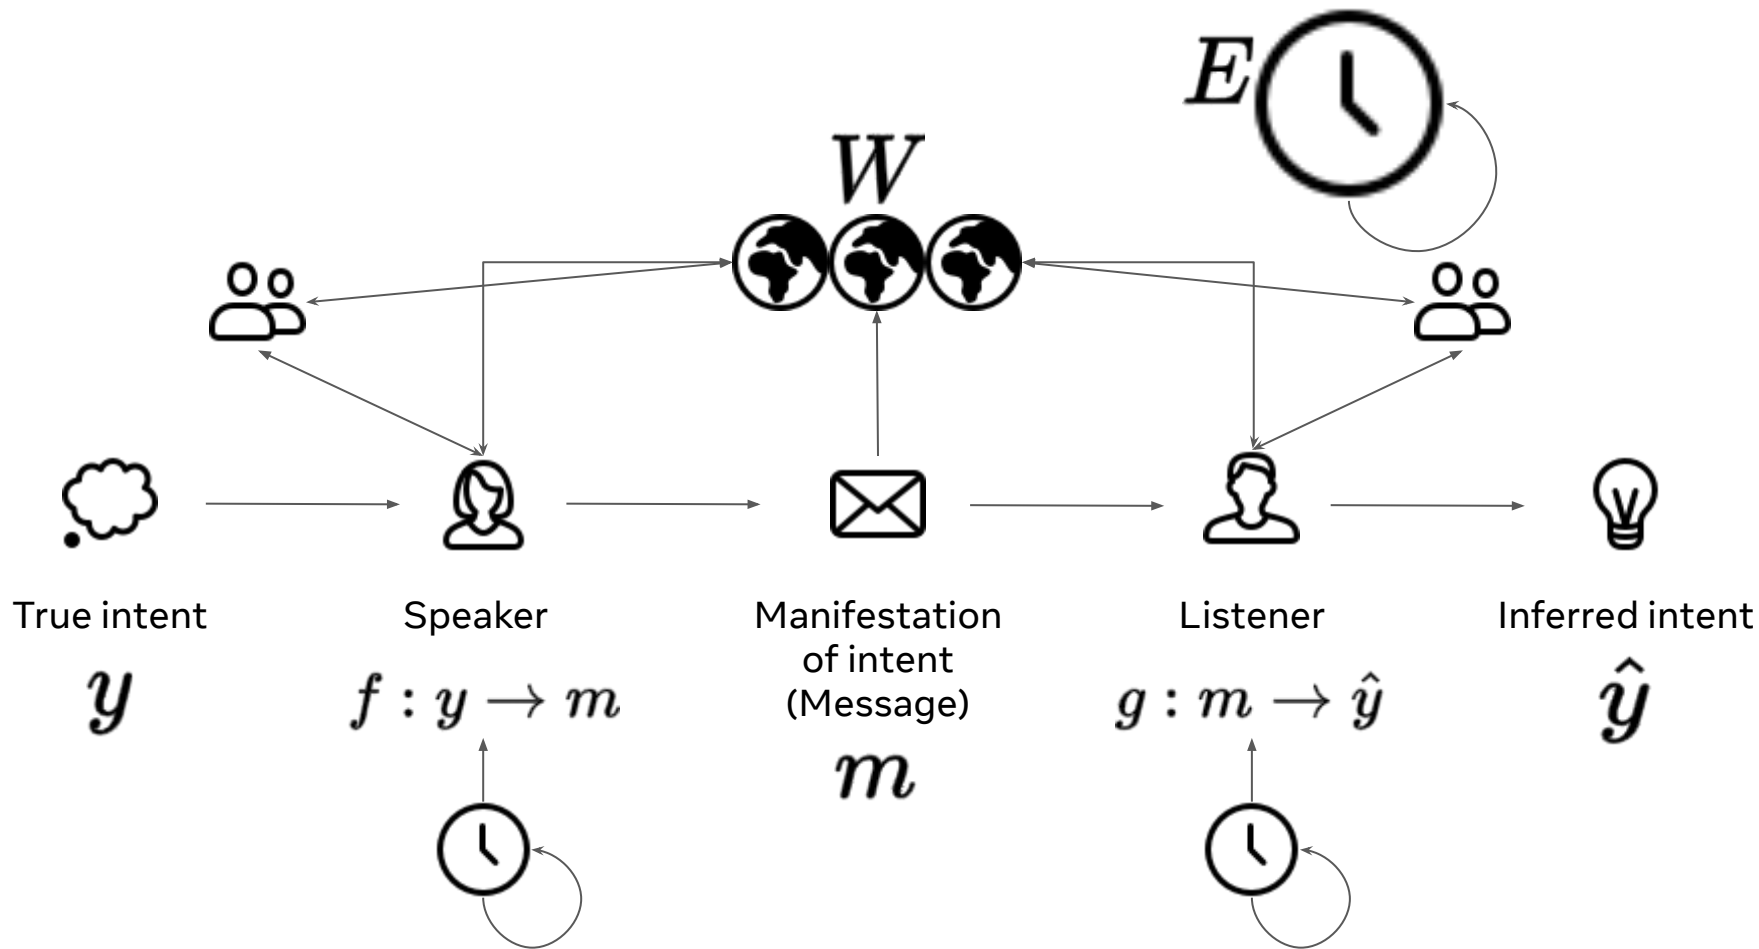 E
W
True intent
Speaker
Manifestation
of intent
(Message)
Listener
Inferred intent
y
f : y → m
m
g : m → ŷ
ŷ